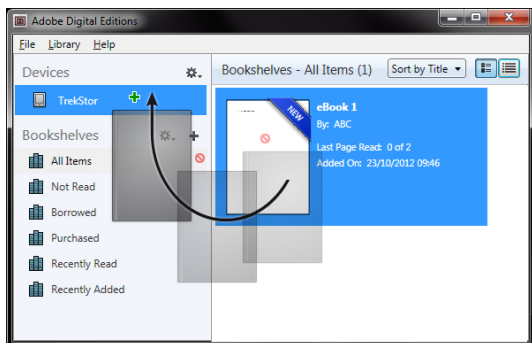 Adobe Digital Editions
File Library Help
Devices
TrekStor
Bookshelves
All Items
Not Read
Borrowed
Purchased
Recently Read
Recently Added
Bookshelves - All Items (1) Sort by Title
NEW
eBook 1
By: ABC
Last Page Read: 0 of 2
Added On: 23/10/2012 09:46